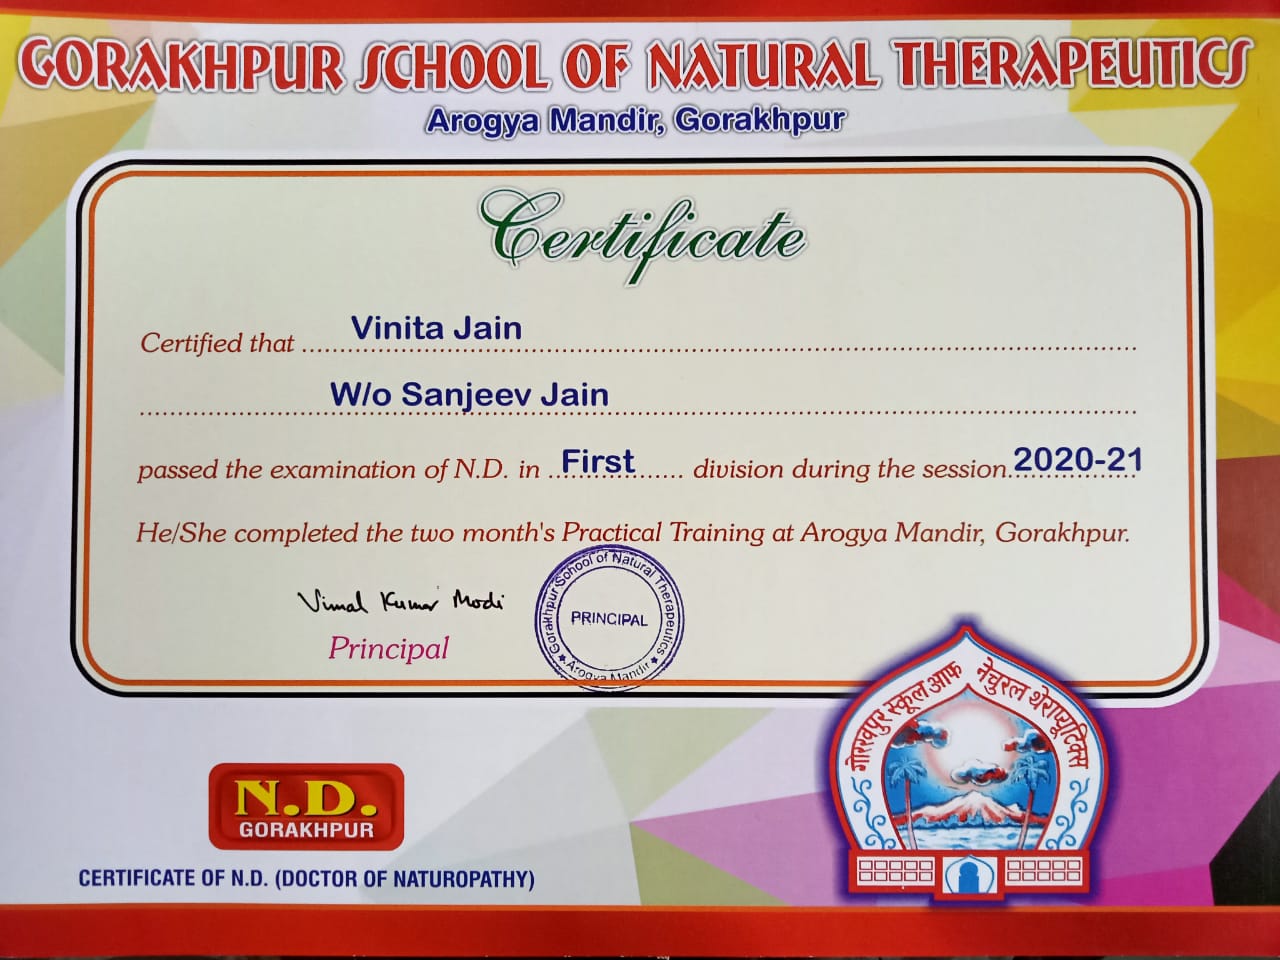 GORAKHPUR SCHOOL OF NATURAL THERAPEUTICS
Arogya Mandir, Gorakhpur
Certificate
Certified that Vinita Jain
W/o Sanjeev Jain
passed the examination of N.D. in First division during the session 2020-21
He/She completed the two month's Practical Training at Arogya Mandir, Gorakhpur.
Vimal Kumar Modi
Principal
Gorakhpur School of Natural Therapeutics
PRINCIPAL
Arogya Mandir
गोरखपुर स्कूल आफ नेचुरल थेराप्यूटिक्स
N.D.
GORAKHPUR
CERTIFICATE OF N.D. (DOCTOR OF NATUROPATHY)